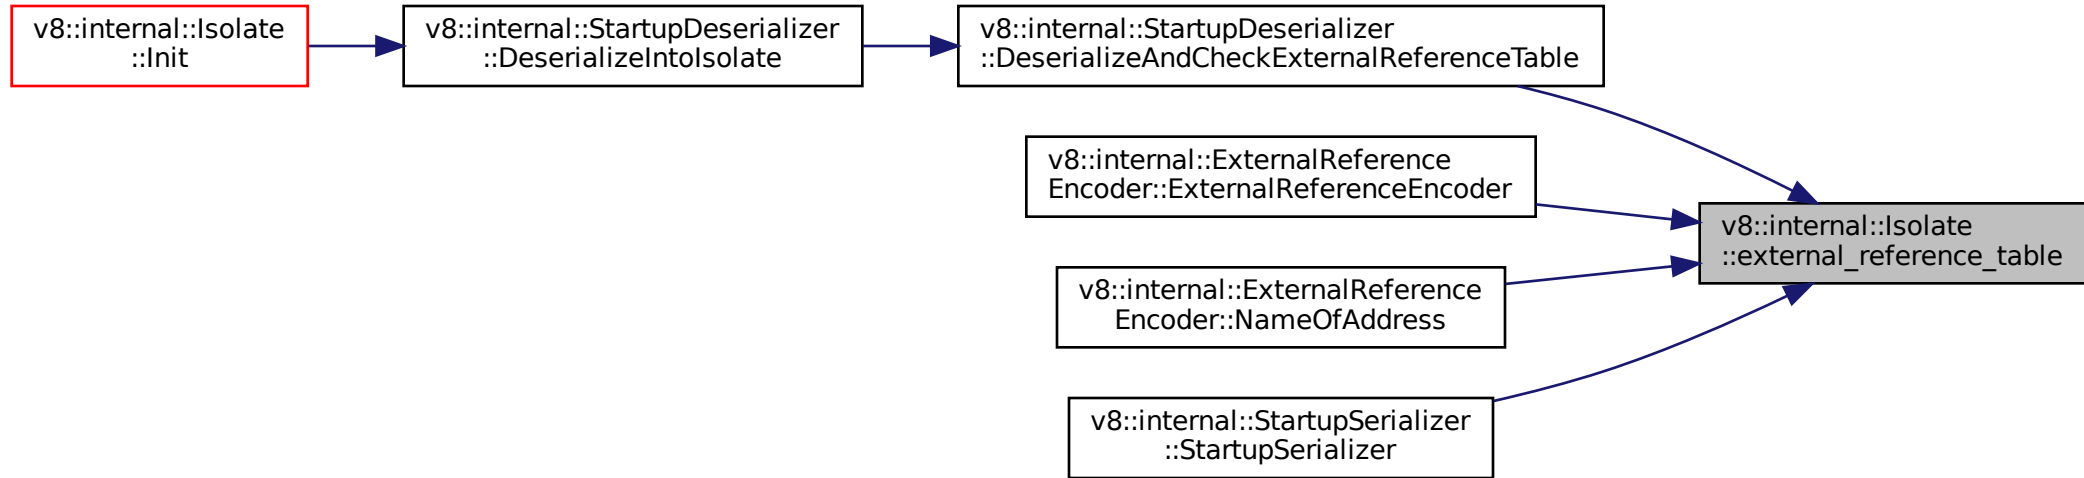 v8::internal::Isolate
::Init
v8::internal::StartupDeserializer
::DeserializeIntoIsolate
v8::internal::StartupDeserializer
::DeserializeAndCheckExternalReferenceTable
v8::internal::ExternalReference
Encoder::ExternalReferenceEncoder
v8::internal::Isolate
::external_reference_table
v8::internal::ExternalReference
Encoder::NameOfAddress
v8::internal::StartupSerializer
::StartupSerializer